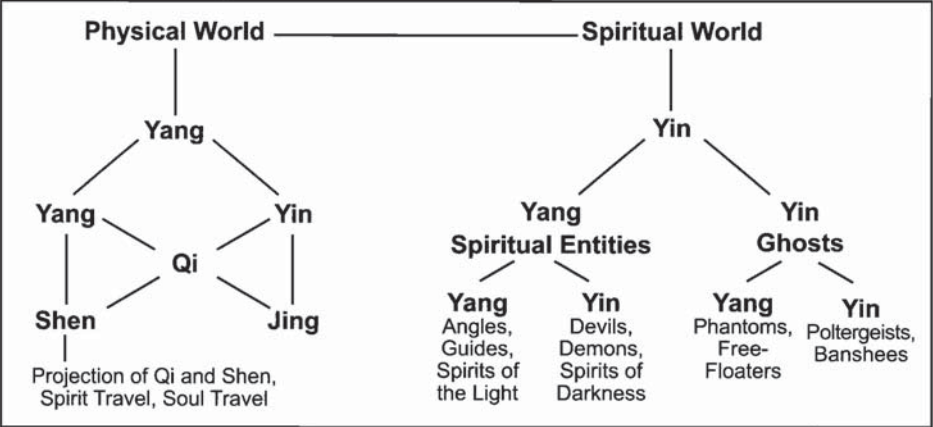 Physical World
Spiritual World
Yang
Yin
Yang
Yin
Yang
Spiritual Entities
Yin
Ghosts
Qi
Shen
Jing
Projection of Qi and Shen,
Spirit Travel, Soul Travel
Yang
Angles,
Guides,
Spirits of
the Light
Yin
Devils,
Demons,
Spirits of
Darkness
Yang
Phantoms,
Free-
Floaters
Yin
Poltergeists,
Banshees